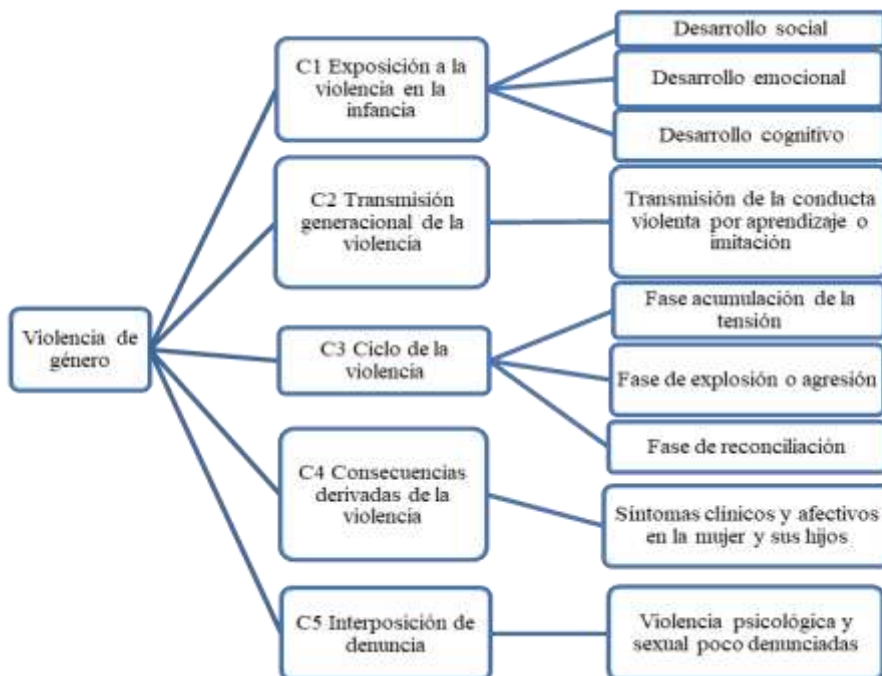 Violencia de
género
C1 Exposición a la
violencia en la
infancia
Desarrollo social
Desarrollo emocional
Desarrollo cognitivo
C2 Transmisión
generacional de la
violencia
Transmisión de la conducta
violenta por aprendizaje o
imitación
C3 Ciclo de la
violencia
Fase acumulación de la
tensión
Fase de explosión o agresión
Fase de reconciliación
C4 Consecuencias
derivadas de la
violencia
Síntomas clínicos y afectivos
en la mujer y sus hijos
C5 Interposición de
denuncia
Violencia psicológica y
sexual poco denunciadas